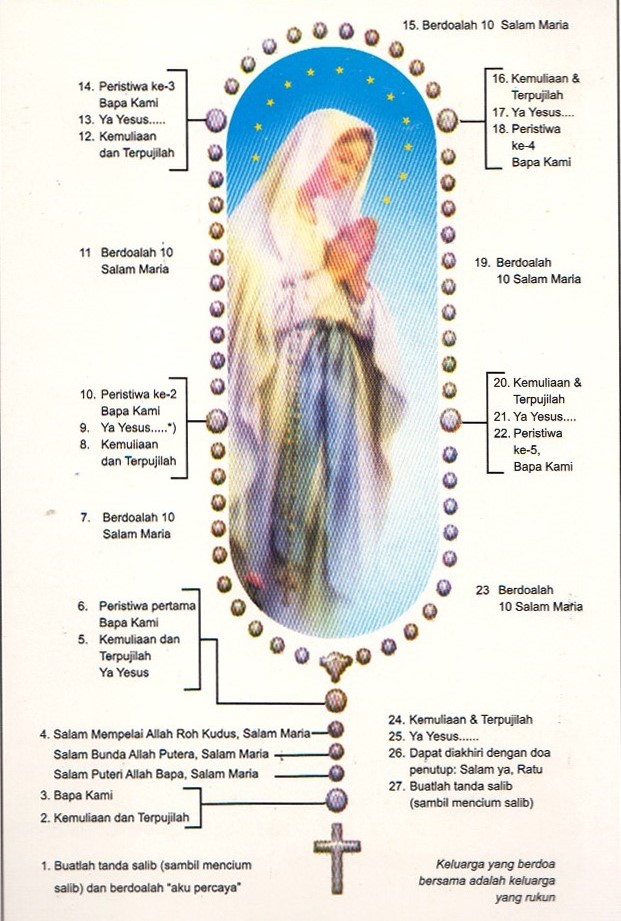 15. Berdoalah 10 Salam Maria
14. Peristiwa ke-3
Bapa Kami
13. Ya Yesus.....
12. Kemuliaan
dan Terpujilah
16. Kemuliaan &
Terpujilah
17. Ya Yesus....
18. Peristiwa
ke-4
Bapa Kami
11 Berdoalah 10
Salam Maria
19. Berdoalah
10 Salam Maria
10. Peristiwa ke-2
Bapa Kami
9. Ya Yesus.....*)
8. Kemuliaan
dan Terpujilah
20. Kemuliaan &
Terpujilah
21. Ya Yesus....
22. Peristiwa
ke-5,
Bapa Kami
7. Berdoalah 10
Salam Maria
23 Berdoalah
10 Salam Maria
6. Peristiwa pertama
Bapa Kami
5. Kemuliaan dan
Terpujilah
Ya Yesus
4. Salam Mempelai Allah Roh Kudus, Salam Maria
Salam Bunda Allah Putera, Salam Maria
Salam Puteri Allah Bapa, Salam Maria
3. Bapa Kami
2. Kemuliaan dan Terpujilah
1. Buatlah tanda salib (sambil mencium
salib) dan berdoalah "aku percaya"
24. Kemuliaan & Terpujilah
25. Ya Yesus......
26. Dapat diakhiri dengan doa
penutup: Salam ya, Ratu
27. Buatlah tanda salib
(sambil mencium salib)
Keluarga yang berdoa
bersama adalah keluarga
yang rukun